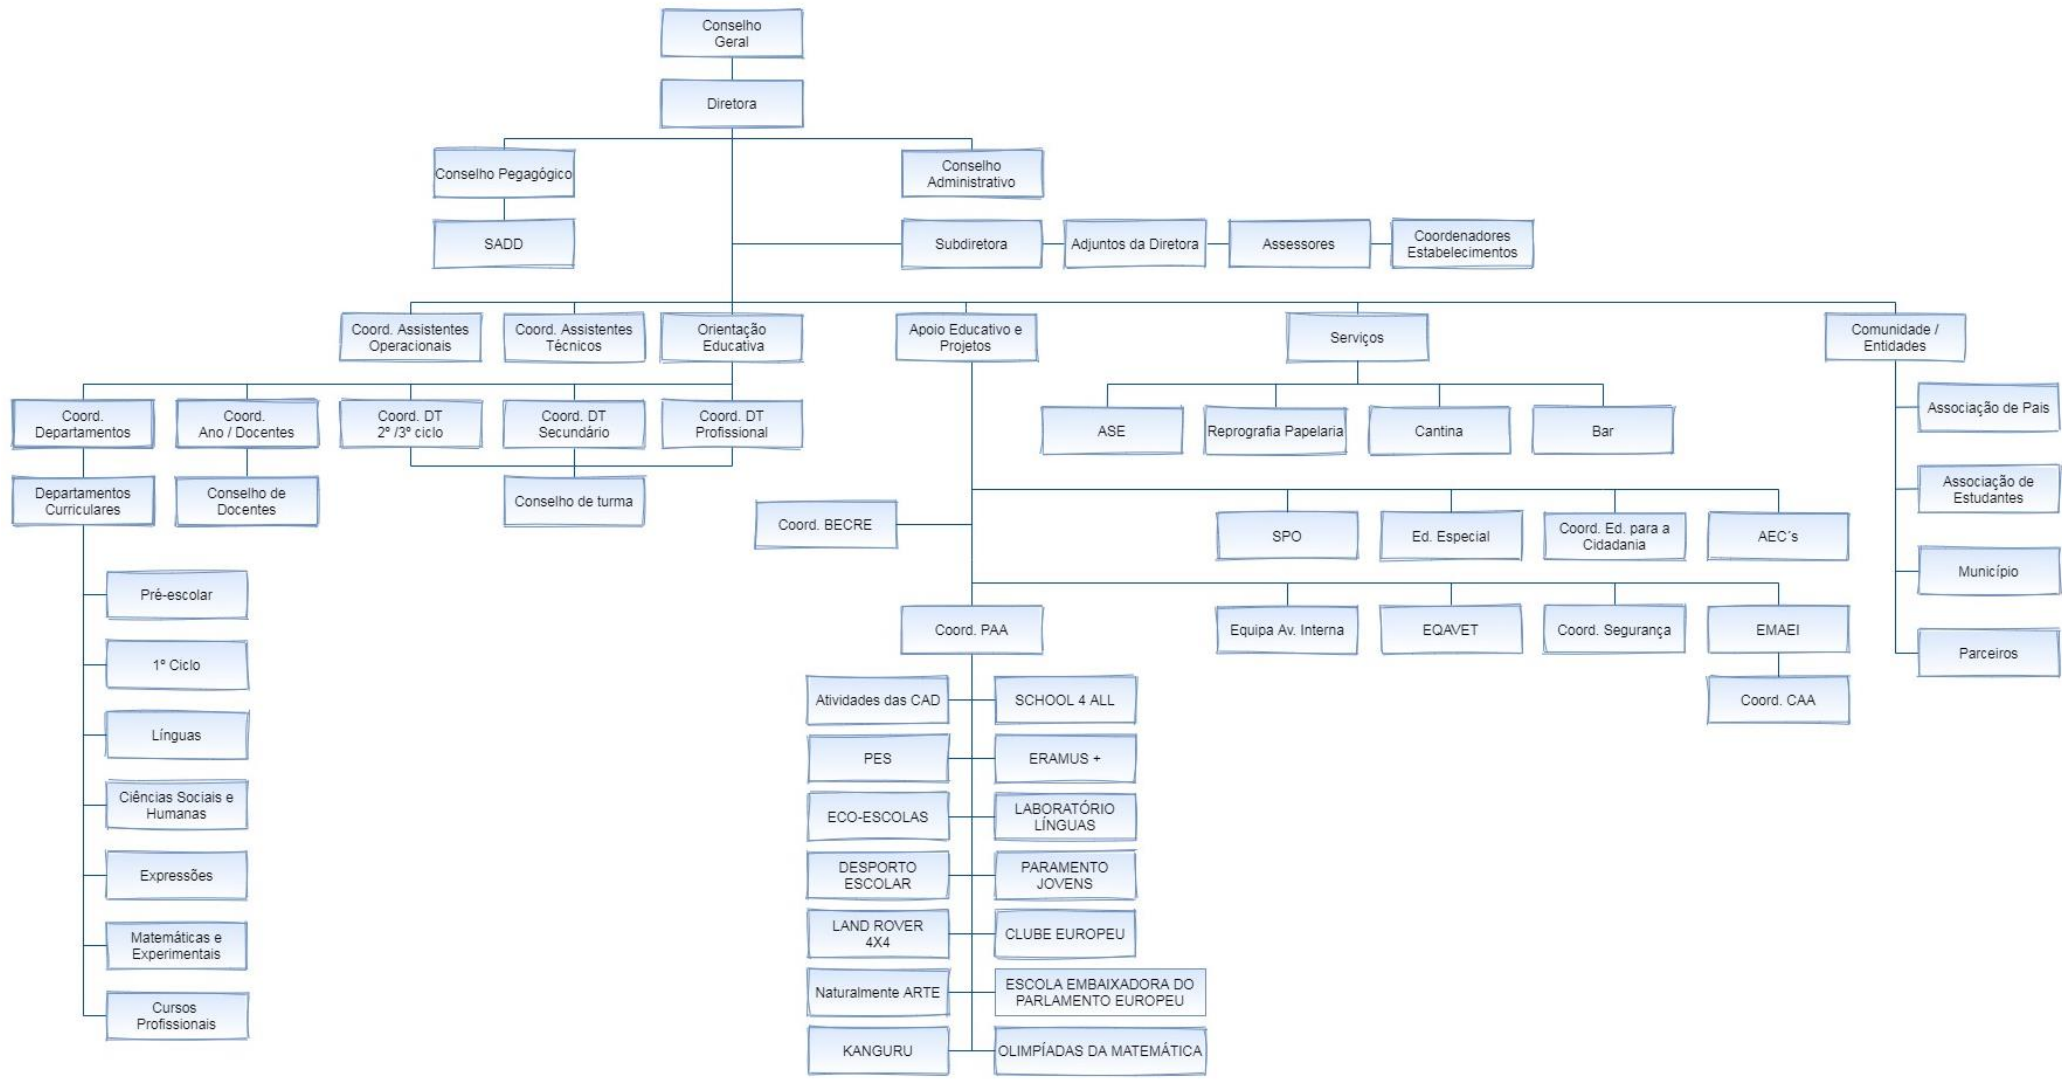 Conselho
Geral
Diretora
Conselho Pegagógico
Conselho
Administrativo
SADD
Subdiretora
Adjuntos da Diretora
Assessores
Coordenadores
Estabelecimentos
Coord. Assistentes
Operacionais
Coord. Assistentes
Técnicos
Orientação
Educativa
Apoio Educativo e
Projetos
Serviços
Comunidade /
Entidades
Coord.
Departamentos
Coord.
Ano / Docentes
Coord. DT
2º /3º ciclo
Coord. DT
Secundário
Coord. DT
Profissional
ASE
Reprografia Papelaria
Cantina
Bar
Associação de Pais
Departamentos
Curriculares
Conselho de
Docentes
Conselho de turma
Coord. BECRE
SPO
Ed. Especial
Coord. Ed. para a
Cidadania
AEC´s
Associação de
Estudantes
Município
Parceiros
Pré-escolar
1º Ciclo
Línguas
Ciências Sociais e
Humanas
Expressões
Matemáticas e
Experimentais
Cursos
Profissionais
Coord. PAA
Equipa Av. Interna
EQAVET
Coord. Segurança
EMAEI
Coord. CAA
Atividades das CAD
SCHOOL 4 ALL
PES
ERAMUS +
ECO-ESCOLAS
LABORATÓRIO
LÍNGUAS
DESPORTO
ESCOLAR
PARAMENTO
JOVENS
LAND ROVER
4X4
CLUBE EUROPEU
Naturalmente ARTE
ESCOLA EMBAIXADORA DO
PARLAMENTO EUROPEU
KANGURU
OLIMPÍADAS DA MATEMÁTICA